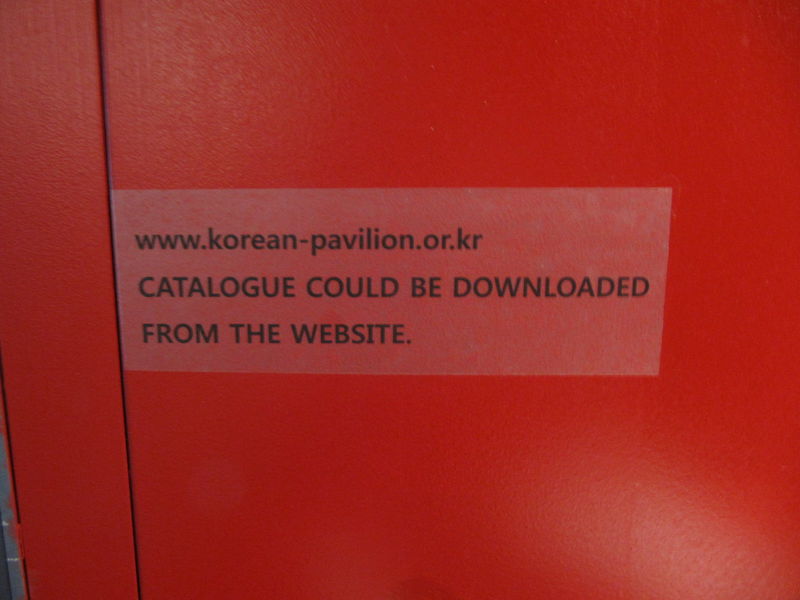 www.korean-pavilion.or.kr
CATALOGUE COULD BE DOWNLOADED
FROM THE WEBSITE.